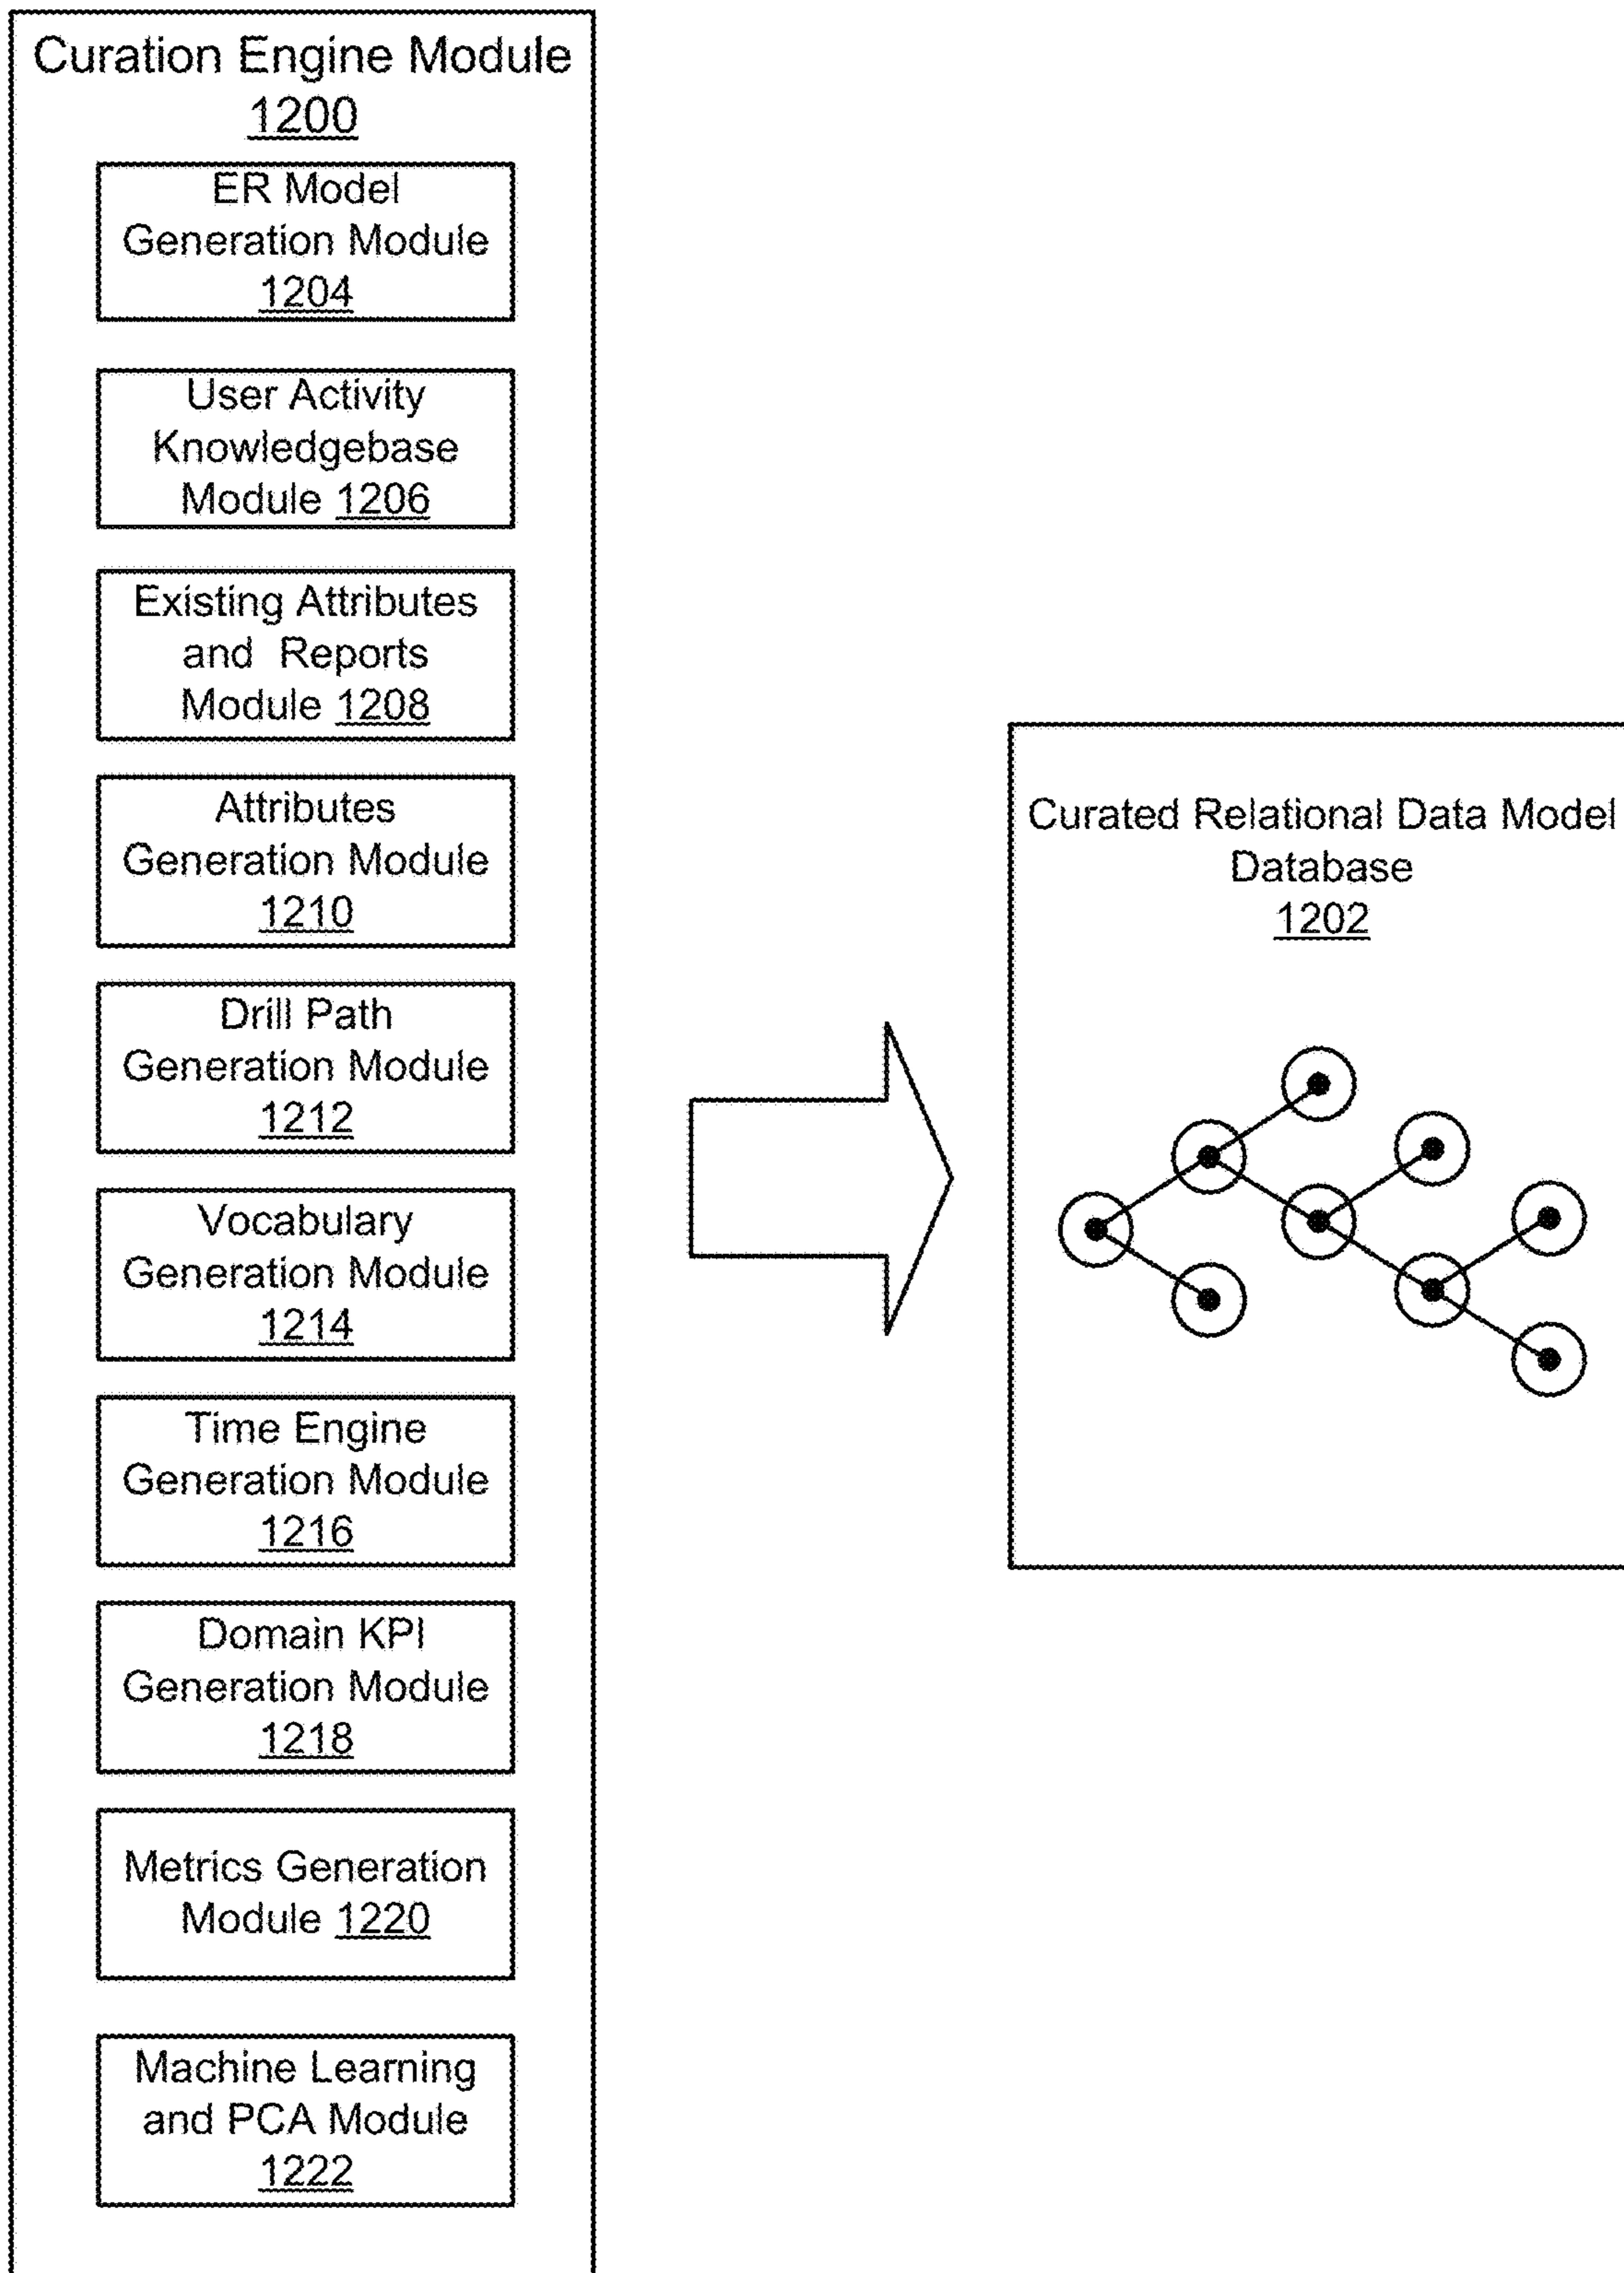 Curation Engine Module
1200
ER Model
Generation Module
1204
User Activity
Knowledgebase
Module 1206
Existing Attributes
and Reports
Module 1208
Attributes
Generation Module
1210
Drill Path
Generation Module
1212
Vocabulary
Generation Module
1214
Time Engine
Generation Module
1216
Domain KPI
Generation Module
1218
Metrics Generation
Module 1220
Machine Learning
and PCA Module
1222
Curated Relational Data Model
Database
1202